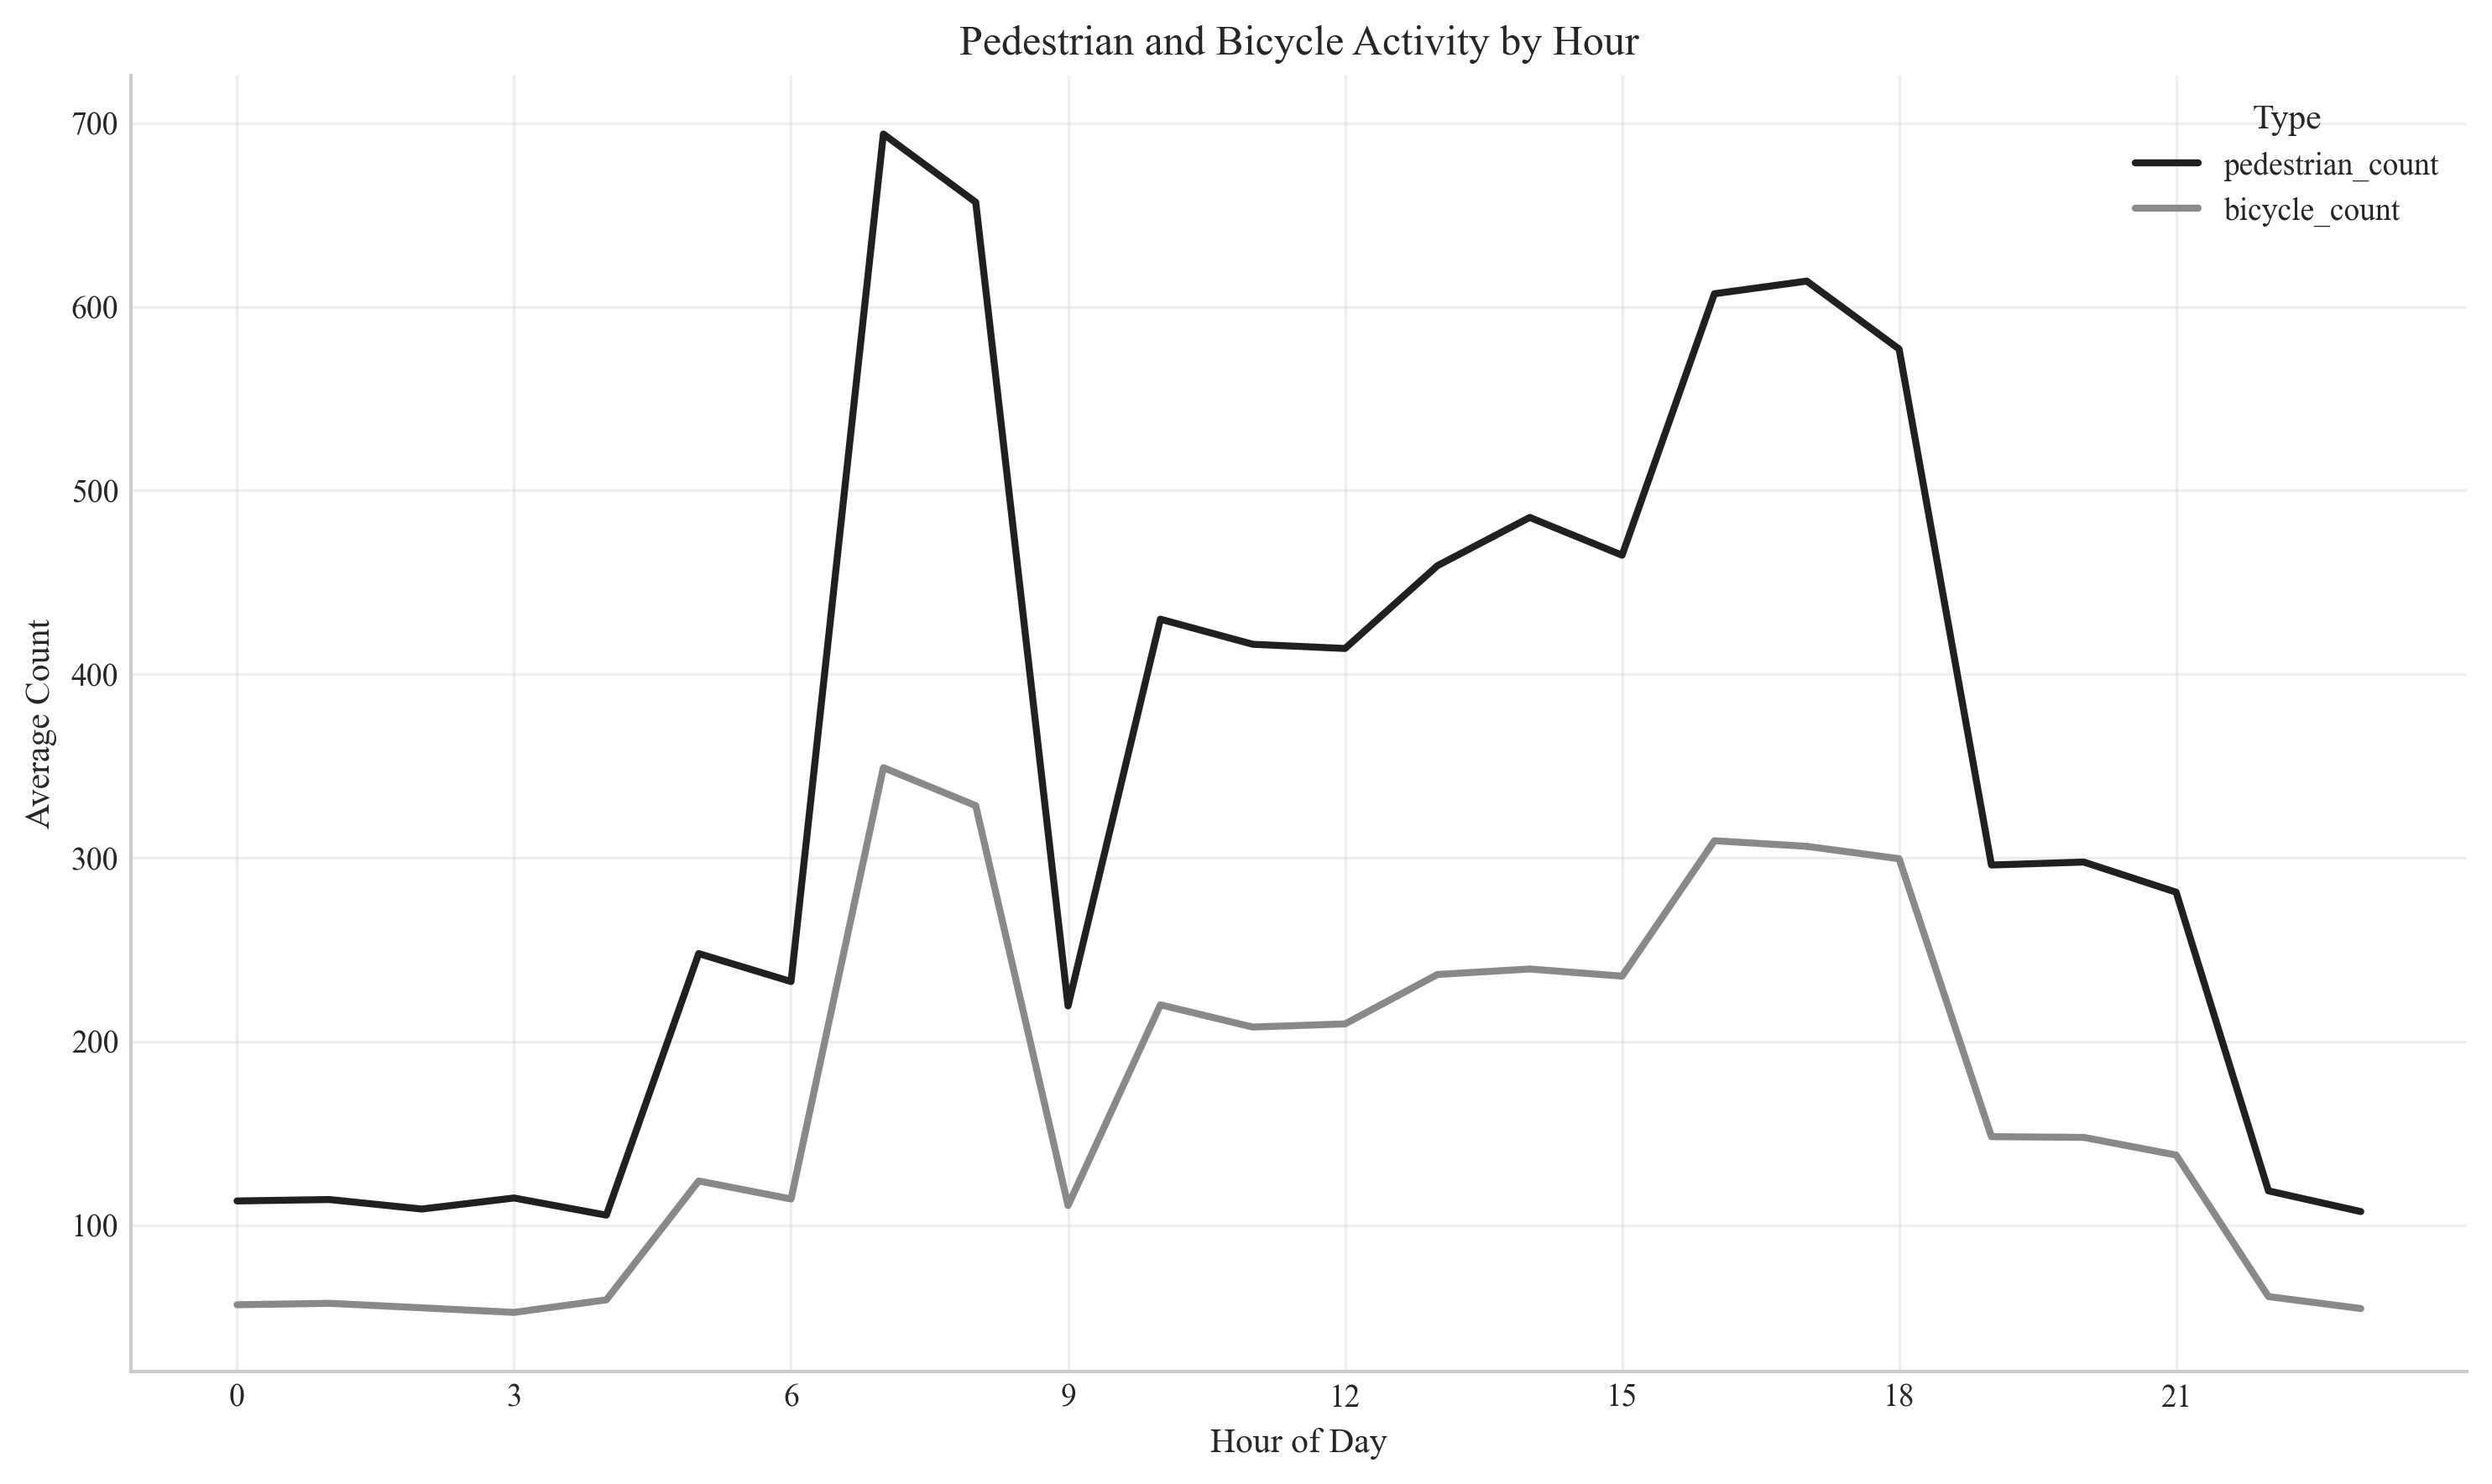 Pedestrian and Bicycle Activity by Hour
Type
pedestrian_count
bicycle_count
700
600
500
400
300
200
100
Average Count
0 3 6 9 12 15 18 21
Hour of Day